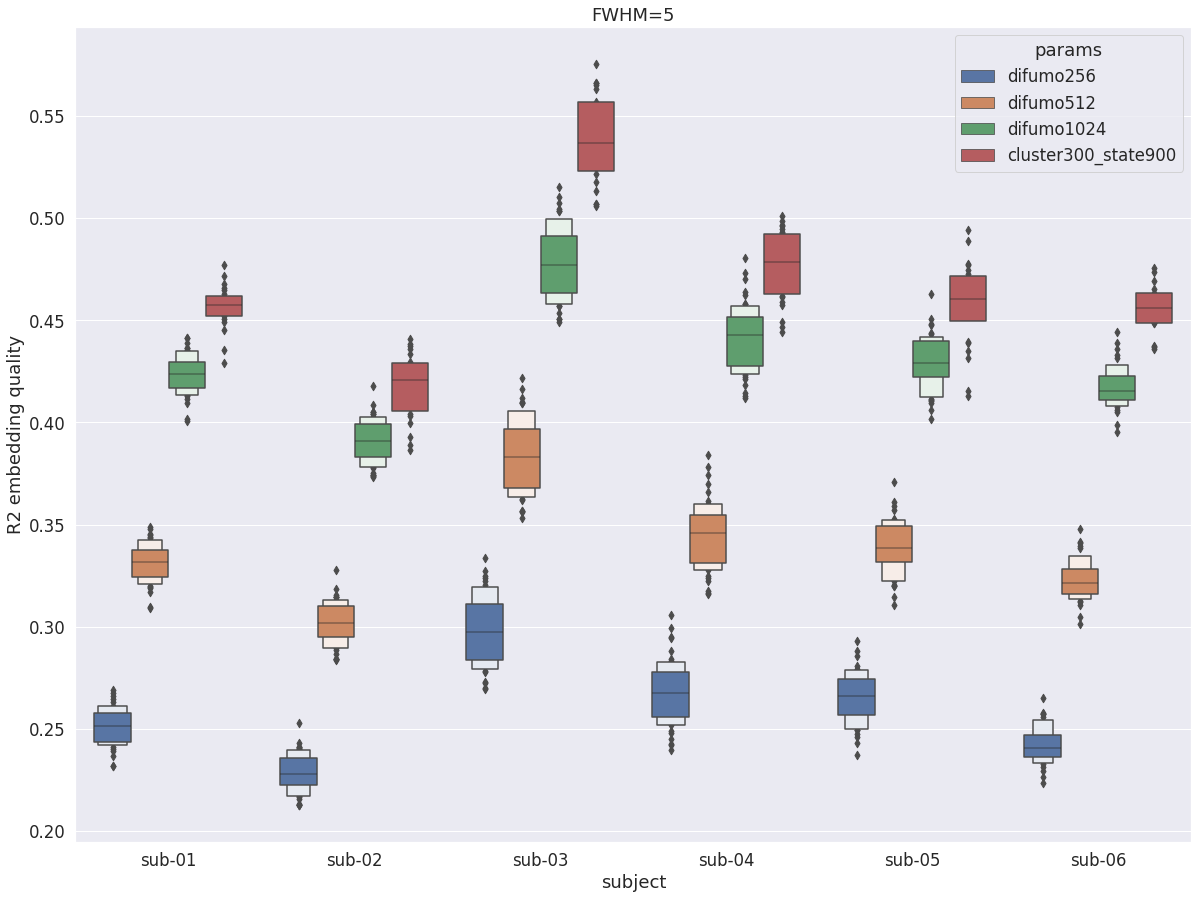 FWHM=5
params
difumo256
difumo512
difumo1024
cluster300_state900
R2 embedding quality
0.55
0.50
0.45
0.40
0.35
0.30
0.25
0.20
sub-01
sub-02
sub-03
sub-04
sub-05
sub-06
subject